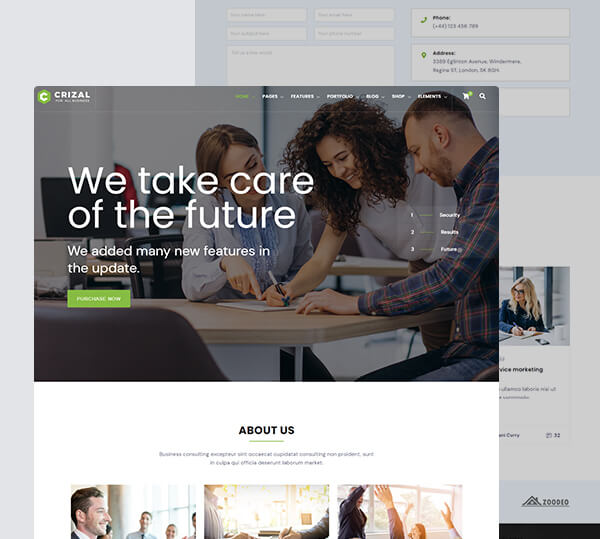 Your name here
Your email here
Your subject here
Your phone number
Tell us a few words
Phone:
(+44) 123 456 789
Address:
3389 Eglinton Avenue, Windermere,
Regina ST, London, SK 8GH.
CRIZAL
FOR ALL BUSINESS
HOME
PAGES
FEATURES
PORTFOLIO
BLOG
SHOP
ELEMENTS
We take care
of the future
We added many new features in
the update.
PURCHASE NOW
1 Security
2 Results
3 Future
vice morketing
ullamco laboris nisi ut
commodo
Curry
32
ZOODEO
ABOUT US
Business consulting excepteur sint occaecat cupidatat consulting non proident, sunt
in culpa qui officia deserunt laborum market.